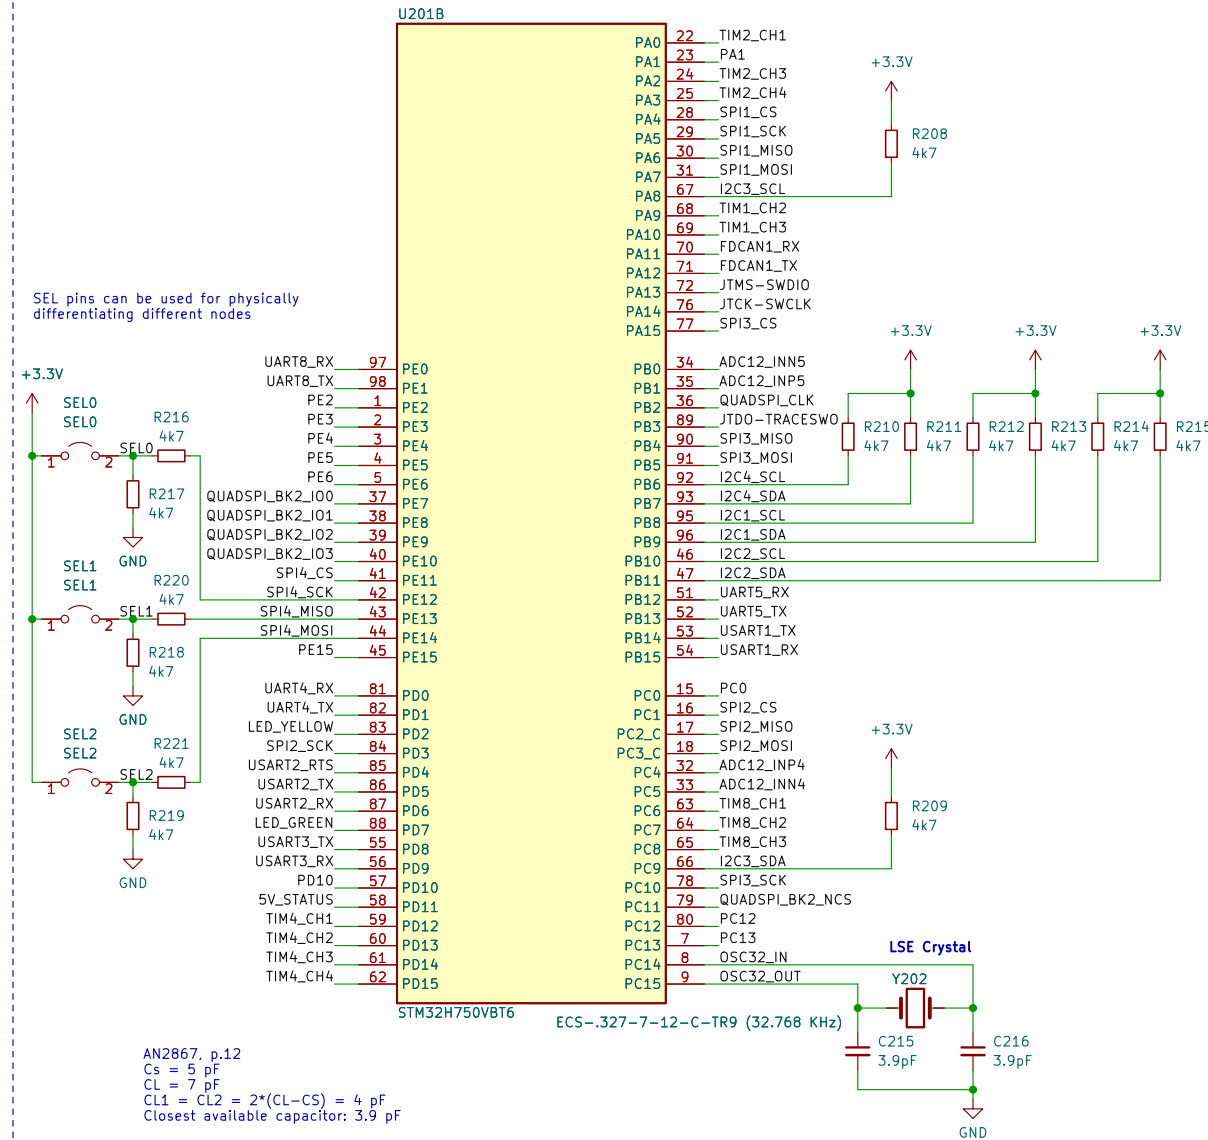 U201B
PA0 22 TIM2_CH1
PA1 23 PA1
PA2 24 TIM2_CH3
PA3 25 TIM2_CH4
PA4 28 SPI1_CS
PA5 29 SPI1_SCK
PA6 30 SPI1_MISO
PA7 31 SPI1_MOSI
PA8 67 I2C3_SCL
PA9 68 TIM1_CH2
PA10 69 TIM1_CH3
PA11 70 FDCAN1_RX
PA12 71 FDCAN1_TX
PA13 72 JTMS-SWDIO
PA14 76 JTCK-SWCLK
PA15 77 SPI3_CS
+3.3V
R208
4k7
SEL pins can be used for physically
differentiating different nodes
PB0 34 ADC12_INN5
PB1 35 ADC12_INP5
PB2 36 QUADSPI_CLK
PB3 89 JTDO-TRACESWO
PB4 90 SPI3_MISO
PB5 91 SPI3_MOSI
PB6 92 I2C4_SCL
PB7 93 I2C4_SDA
PB8 95 I2C1_SCL
PB9 96 I2C1_SDA
PB10 46 I2C2_SCL
PB11 47 I2C2_SDA
PB12 51 UART5_RX
PB13 52 UART5_TX
PB14 53 USART1_TX
PB15 54 USART1_RX
+3.3V +3.3V +3.3V
R210 R211 R212 R213 R214 R215
4k7 4k7 4k7 4k7 4k7 4k7
UART8_RX 97 PE0
UART8_TX 98 PE1
PE2 1 PE2
PE3 2 PE3
PE4 3 PE4
PE5 4 PE5
PE6 5 PE6
QUADSPI_BK2_IO0 37 PE7
QUADSPI_BK2_IO1 38 PE8
QUADSPI_BK2_IO2 39 PE9
QUADSPI_BK2_IO3 40 PE10
SPI4_CS 41 PE11
SPI4_SCK 42 PE12
SPI4_MISO 43 PE13
SPI4_MOSI 44 PE14
PE15 45 PE15
+3.3V
SEL0
SEL0
1 2 SEL0
R216
4k7
R217
4k7
GND
SEL1
SEL1
1 2 SEL1
R220
4k7
R218
4k7
GND
SEL2
SEL2
1 2 SEL2
R221
4k7
R219
4k7
GND
UART4_RX 81 PD0
UART4_TX 82 PD1
LED_YELLOW 83 PD2
SPI2_SCK 84 PD3
USART2_RTS 85 PD4
USART2_TX 86 PD5
USART2_RX 87 PD6
LED_GREEN 88 PD7
USART3_TX 55 PD8
USART3_RX 56 PD9
PD10 57 PD10
5V_STATUS 58 PD11
TIM4_CH1 59 PD12
TIM4_CH2 60 PD13
TIM4_CH3 61 PD14
TIM4_CH4 62 PD15
PC0 15 PC0
PC1 16 SPI2_CS
PC2_C 17 SPI2_MISO
PC3_C 18 SPI2_MOSI
PC4 32 ADC12_INP4
PC5 33 ADC12_INN4
PC6 63 TIM8_CH1
PC7 64 TIM8_CH2
PC8 65 TIM8_CH3
PC9 66 I2C3_SDA
PC10 78 SPI3_SCK
PC11 79 QUADSPI_BK2_NCS
PC12 80 PC12
PC13 7 PC13
PC14 8 OSC32_IN
PC15 9 OSC32_OUT
+3.3V
R209
4k7
STM32H750VBT6
LSE Crystal
Y202
ECS-.327-7-12-C-TR9 (32.768 KHz)
C215
3.9pF
C216
3.9pF
GND
AN2867, p.12
Cs = 5 pF
CL = 7 pF
CL1 = CL2 = 2*(CL-CS) = 4 pF
Closest available capacitor: 3.9 pF